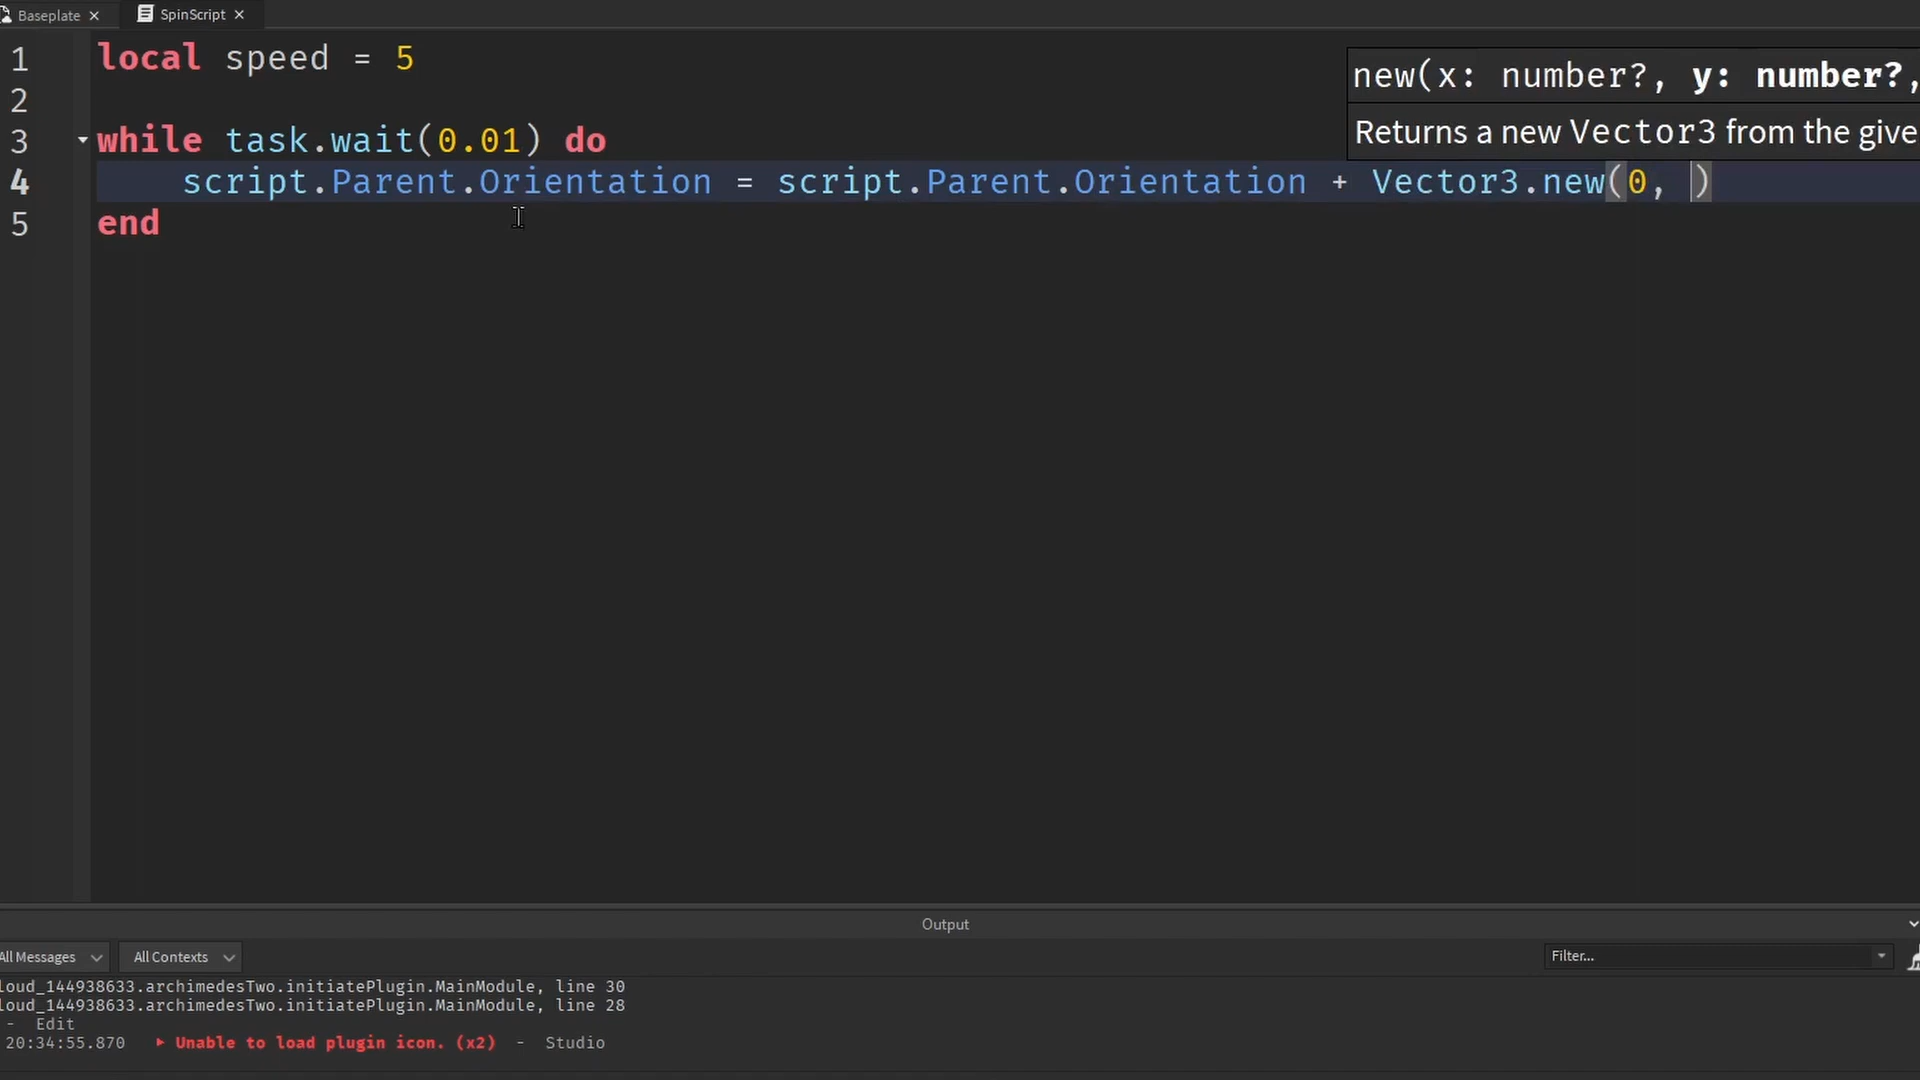 Baseplate
SpinScript
1 local speed = 5
2
3 while task.wait(0.01) do
4 script.Parent.Orientation = script.Parent.Orientation + Vector3.new(0, )
5 end
new(x: number?, y: number?,
Returns a new Vector3 from the give
Output
All Messages
All Contexts
Filter...
loud_144938633.archimedesTwo.initiatePlugin.MainModule, line 30
loud_144938633.archimedesTwo.initiatePlugin.MainModule, line 28
- Edit
20:34:55.870 Unable to load plugin icon. (x2) - Studio